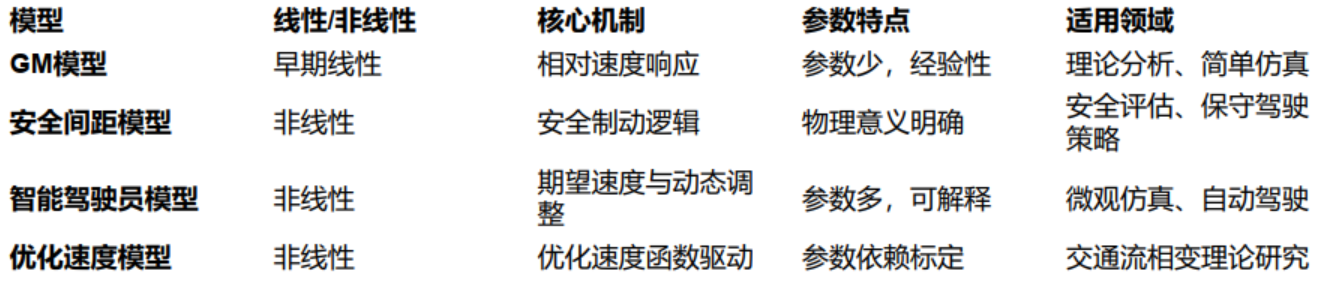 模型 线性/非线性 核心机制 参数特点 适用领域
GM模型 早期线性 相对速度响应 参数少，经验性 理论分析、简单仿真
安全间距模型 非线性 安全制动逻辑 物理意义明确 安全评估、保守驾驶
策略
智能驾驶员模型 非线性 期望速度与动态调
整 参数多，可解释 微观仿真、自动驾驶
优化速度模型 非线性 优化速度函数驱动 参数依赖标定 交通流相变理论研究